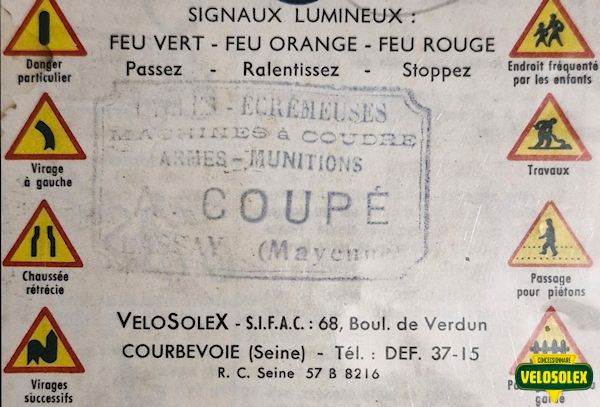 SIGNAUX LUMINEUX :
FEU VERT - FEU ORANGE - FEU ROUGE
Passez - Ralentissez - Stoppez
Danger
particulier
Endroit fréquenté
par les enfants
Virage
à gauche
Travaux
Chaussée
rétrécie
Passage
pour piétons
Virages
successifs
CYCLES - ÉCRÉMEUSES
MACHINES à COUDRE
ARMES - MUNITIONS
A. COUPÉ
(Mayenne)
VELOSOLEX - S.I.F.A.C. : 68, Boul. de Verdun
COURBEVOIE (Seine) - Tél. : DEF. 37-15
R. C. Seine 57 B 8216
CONCESSIONNAIRE
VELOSOLEX